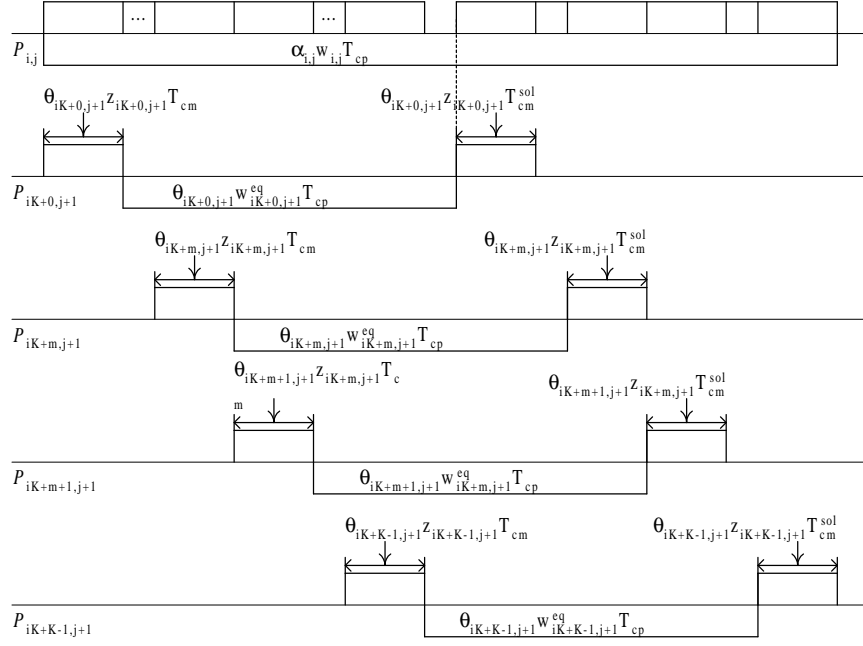 ... ...
P_{i,j} α_{i,j}w_{i,j}T_{cp}
θ_{iK+0,j+1}z_{iK+0,j+1}T_{cm} θ_{iK+0,j+1}z_{iK+0,j+1}T_{cm}^{sol}
P_{iK+0,j+1} θ_{iK+0,j+1}w^{eq}_{iK+0,j+1}T_{cp}
θ_{iK+m,j+1}z_{iK+m,j+1}T_{cm} θ_{iK+m,j+1}z_{iK+m,j+1}T_{cm}^{sol}
P_{iK+m,j+1} θ_{iK+m,j+1}w^{eq}_{iK+m,j+1}T_{cp}
θ_{iK+m+1,j+1}z_{iK+m,j+1}T_{c} θ_{iK+m+1,j+1}z_{iK+m,j+1}T_{cm}^{sol}
m
P_{iK+m+1,j+1} θ_{iK+m+1,j+1}w^{eq}_{iK+m,j+1}T_{cp}
θ_{iK+K-1,j+1}z_{iK+K-1,j+1}T_{cm} θ_{iK+K-1,j+1}z_{iK+K-1,j+1}T_{cm}^{sol}
P_{iK+K-1,j+1} θ_{iK+K-1,j+1}w^{eq}_{iK+K-1,j+1}T_{cp}